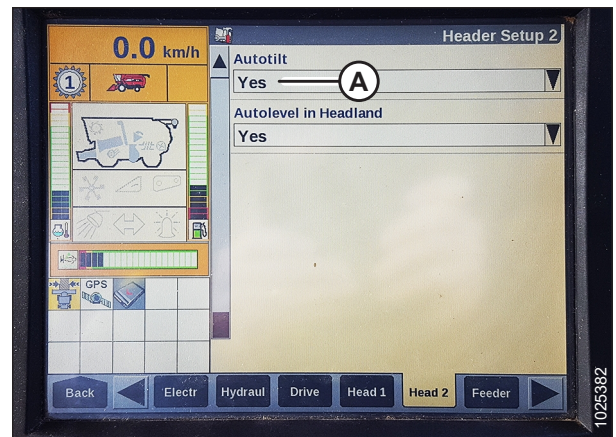 0.0 km/h
Header Setup 2
1
Autotilt
Yes
A
Autolevel in Headland
Yes
GPS
Back
Electr
Hydraul
Drive
Head 1
Head 2
Feeder
1025382